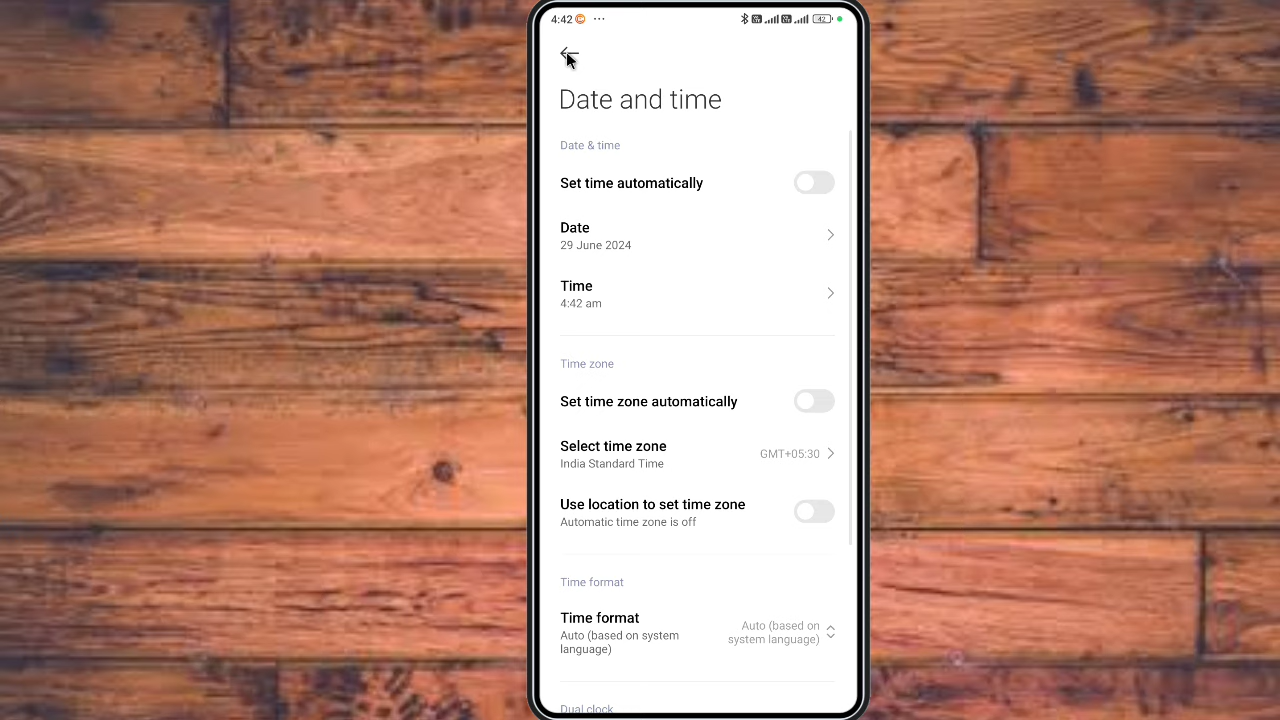 4:42 ... 42
Date and time
Date & time
Set time automatically
Date
29 June 2024
Time
4:42 am
Time zone
Set time zone automatically
Select time zone
India Standard Time
GMT+05:30
Use location to set time zone
Automatic time zone is off
Time format
Time format
Auto (based on system
language)
Auto (based on
system language)
Dual clock